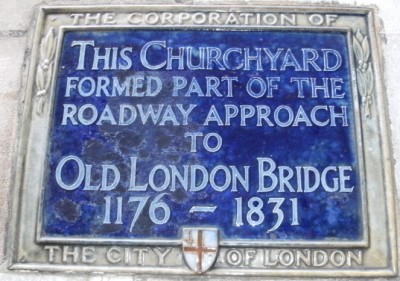 THE CORPORATION OF
THIS CHURCHYARD
FORMED PART OF THE
ROADWAY APPROACH
TO
OLD LONDON BRIDGE
1176 - 1831
THE CITY OF LONDON